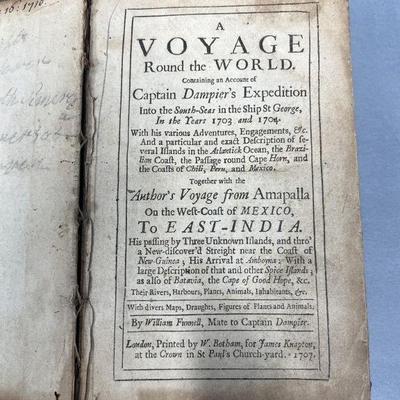 10: 1710.
A
VOYAGE
Round the WORLD.
Containing an Account of
Captain Dampier's Expedition
Into the South-Seas in the Ship St George,
In the Years 1703 and 1704.
With his various Adventures, Engagements, &c.
And a particular and exact Description of se-
veral Islands in the Atlantick Ocean, the Brazi-
lian Coast, the Passage round Cape Horn, and
the Coasts of Chili, Peru, and Mexico.
Together with the
Author's Voyage from Amapalla
On the West-Coast of MEXICO,
To EAST-INDIA.
His passing by Three Unknown Islands, and thro'
a New-discover'd Streight near the Coast of
New-Guinea; His Arrival at Amboyna: With a
large Description of that and other Spice-Islands;
as also of Batavia, the Cape of Good Hope, &c.
Their Rivers, Harbours, Plants, Animals, Inhabitants, &c.
With divers Maps, Draughts, Figures of Plants and Animals.
By William Funnell, Mate to Captain Dampier.
London, Printed by W. Botham, for James Knapton,
at the Crown in St Paul's Church-yard. 1707.